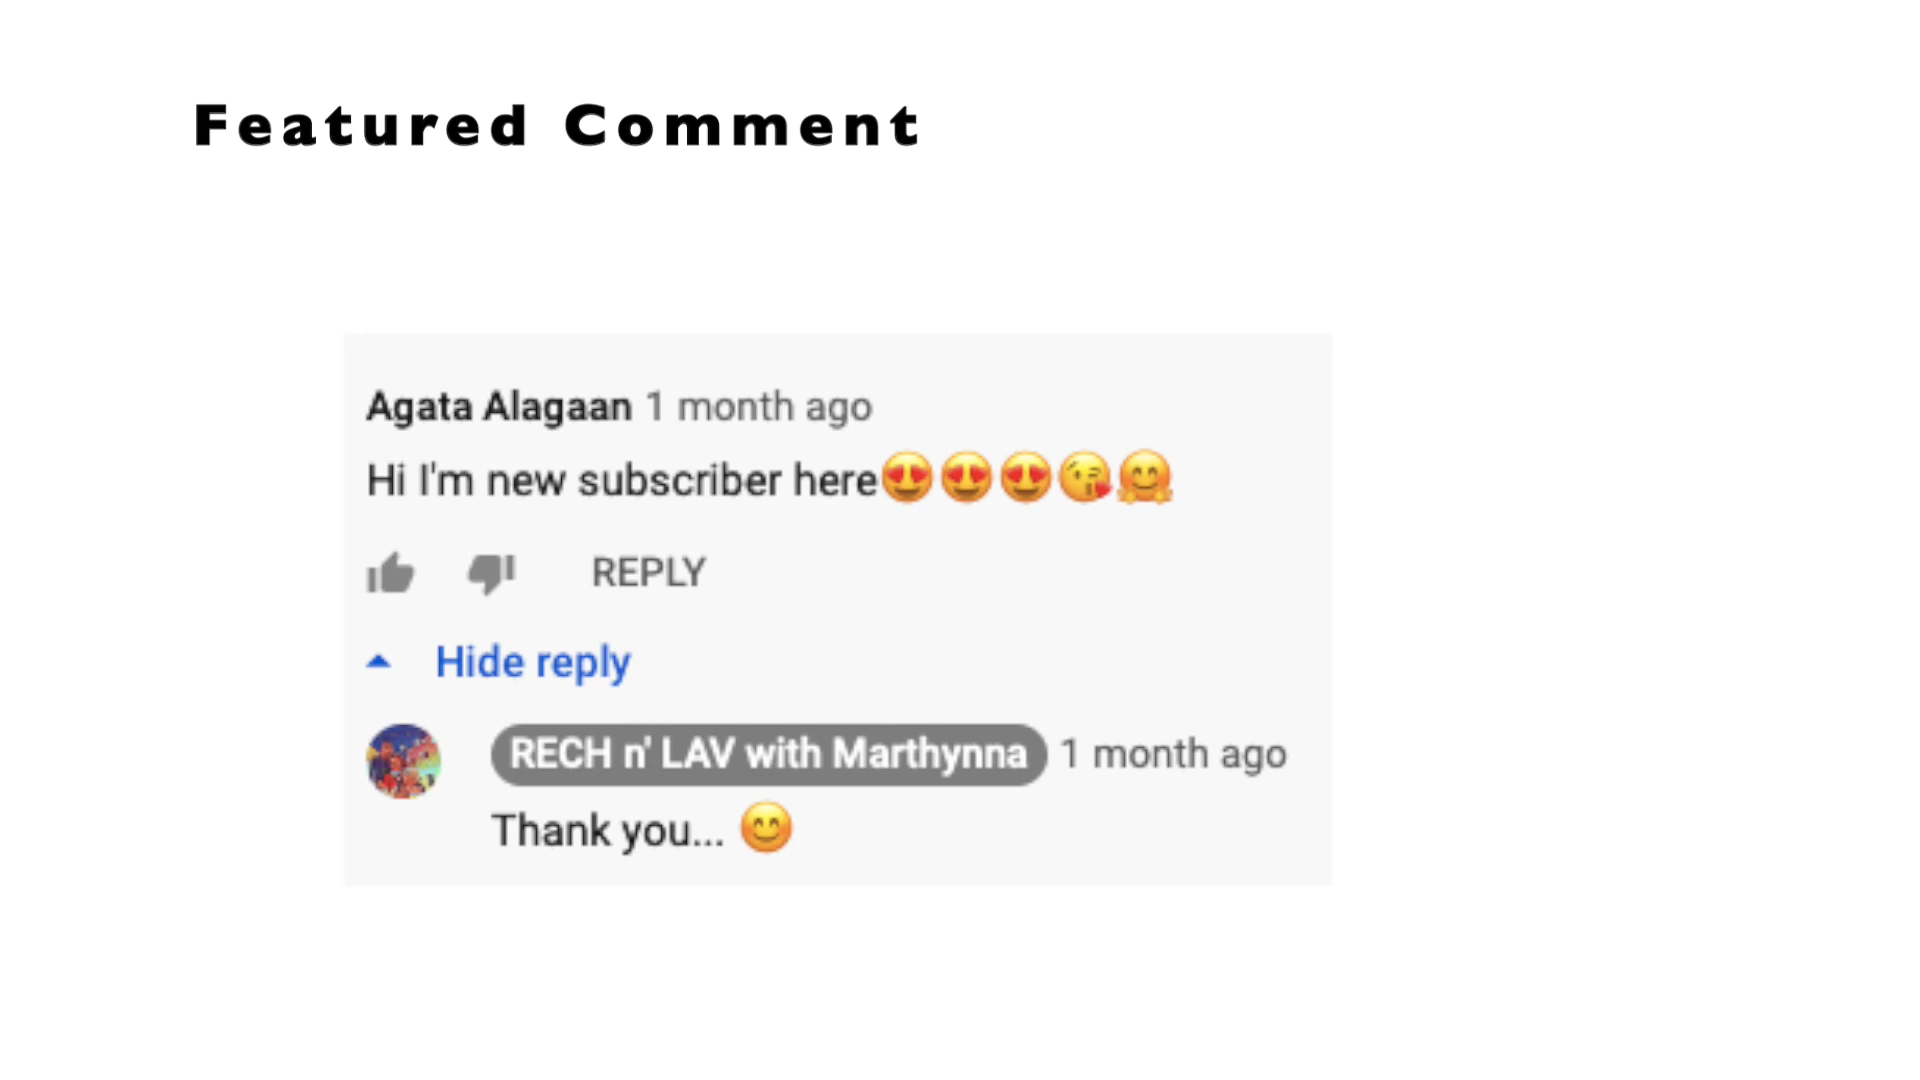 Featured Comment
Agata Alagaan 1 month ago
Hi I'm new subscriber here😍😍😍😘🤗
REPLY
Hide reply
RECH n' LAV with Marthynna 1 month ago
Thank you... 😊